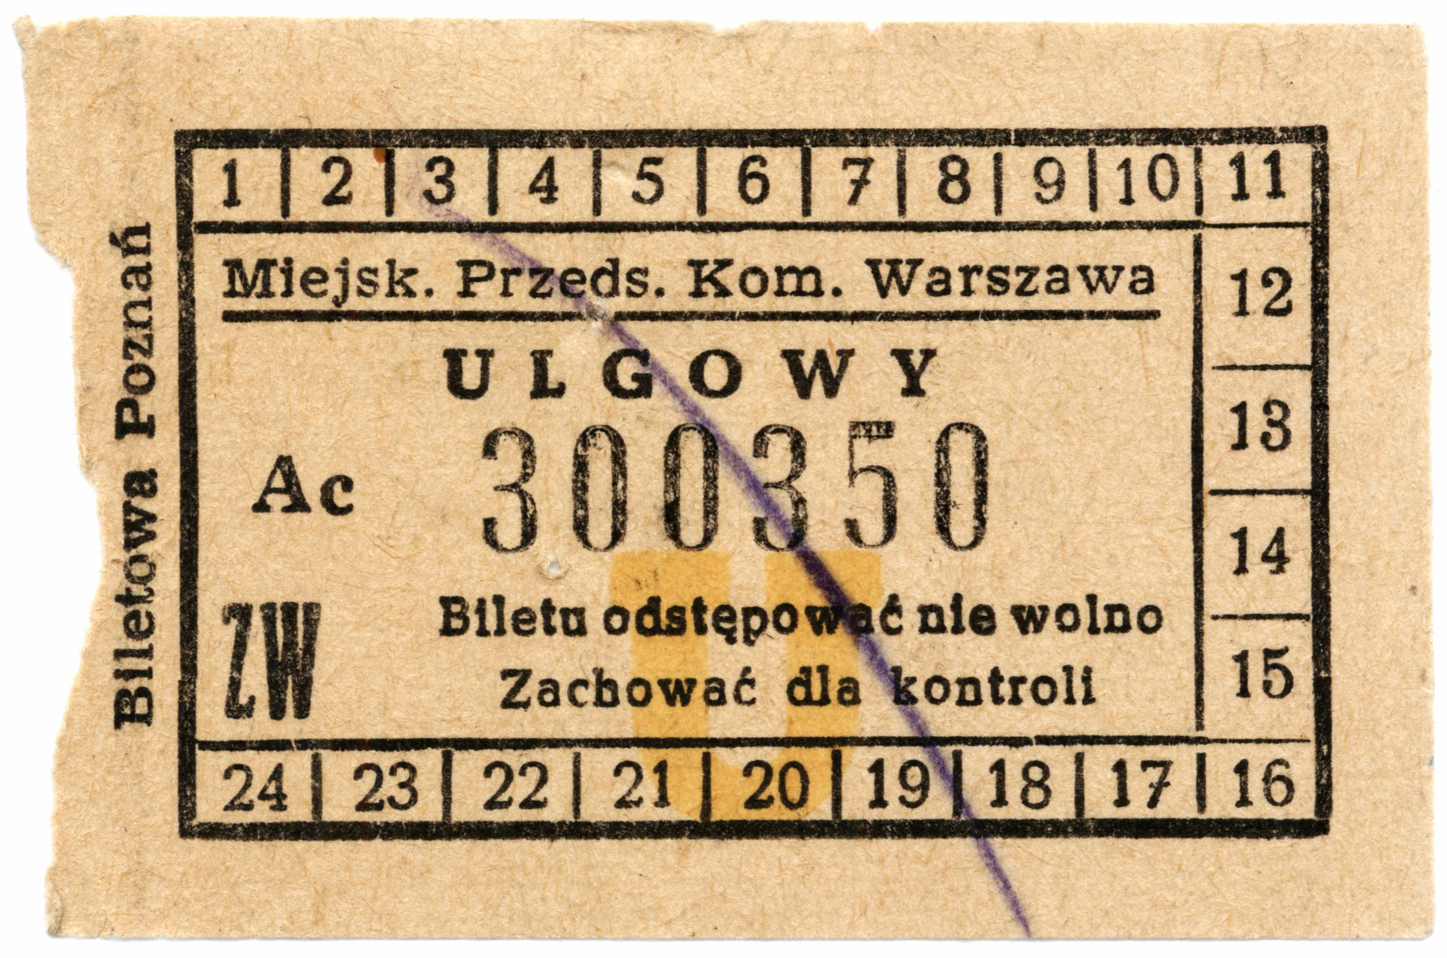 1 | 2 | 3 | 4 | 5 | 6 | 7 | 8 | 9 | 10 | 11
Miejsk. Przeds. Kom. Warszawa
12
ULGOWY
13
Ac 300350
14
ZW
Biletu odstępować nie wolno
Zachować dla kontroli
15
24 | 23 | 22 | 21 | 20 | 19 | 18 | 17 | 16
U
Biletowa Poznań